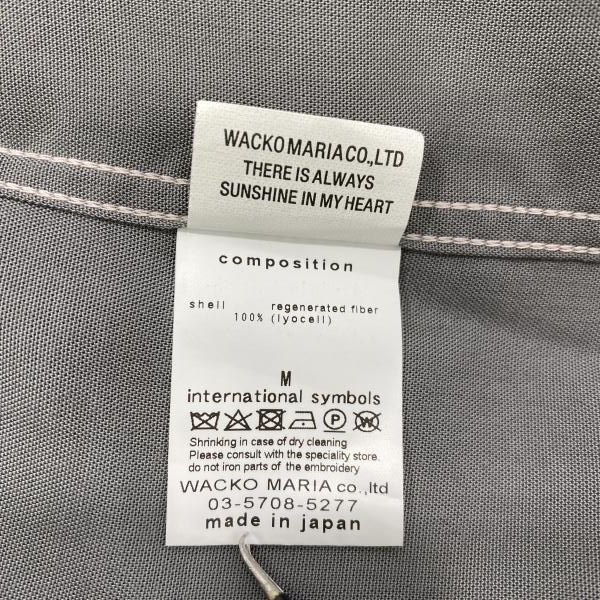 WACKO MARIA CO.,LTD
THERE IS ALWAYS
SUNSHINE IN MY HEART
composition
shell regenerated fiber
100% (lyocell)
M
international symbols
P W
Shrinking in case of dry cleaning
Please consult with the speciality store.
do not iron parts of the embroidery
WACKO MARIA co.,ltd
03-5708-5277
made in japan